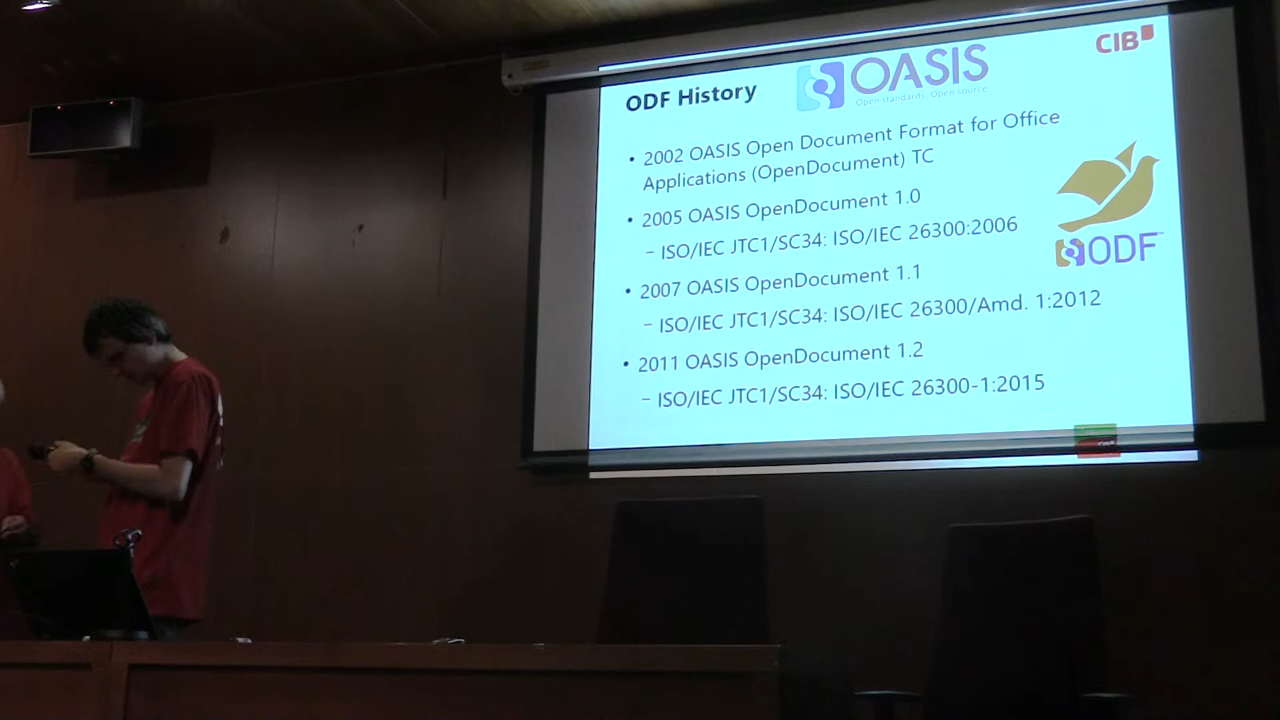 CIB
OASIS
Open standards. Open source
ODF History
• 2002 OASIS Open Document Format for Office
Applications (OpenDocument) TC
• 2005 OASIS OpenDocument 1.0
– ISO/IEC JTC1/SC34: ISO/IEC 26300:2006
ODF™
• 2007 OASIS OpenDocument 1.1
– ISO/IEC JTC1/SC34: ISO/IEC 26300/Amd. 1:2012
• 2011 OASIS OpenDocument 1.2
– ISO/IEC JTC1/SC34: ISO/IEC 26300-1:2015